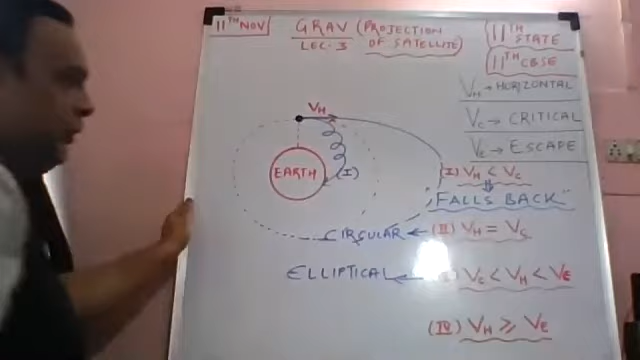 11TH NOV
GRAV (PROJECTION
LEC-3 OF SATELLITE)
11TH STATE
11TH CBSE
VH → HORIZONTAL
VC → CRITICAL
VE → ESCAPE
VH
EARTH
(I)
(I) VH < VC
⇓
"FALLS BACK"
CIRCULAR ← (II) VH = VC
ELLIPTICAL ← VC < VH < VE
(IV) VH ⩾ VE